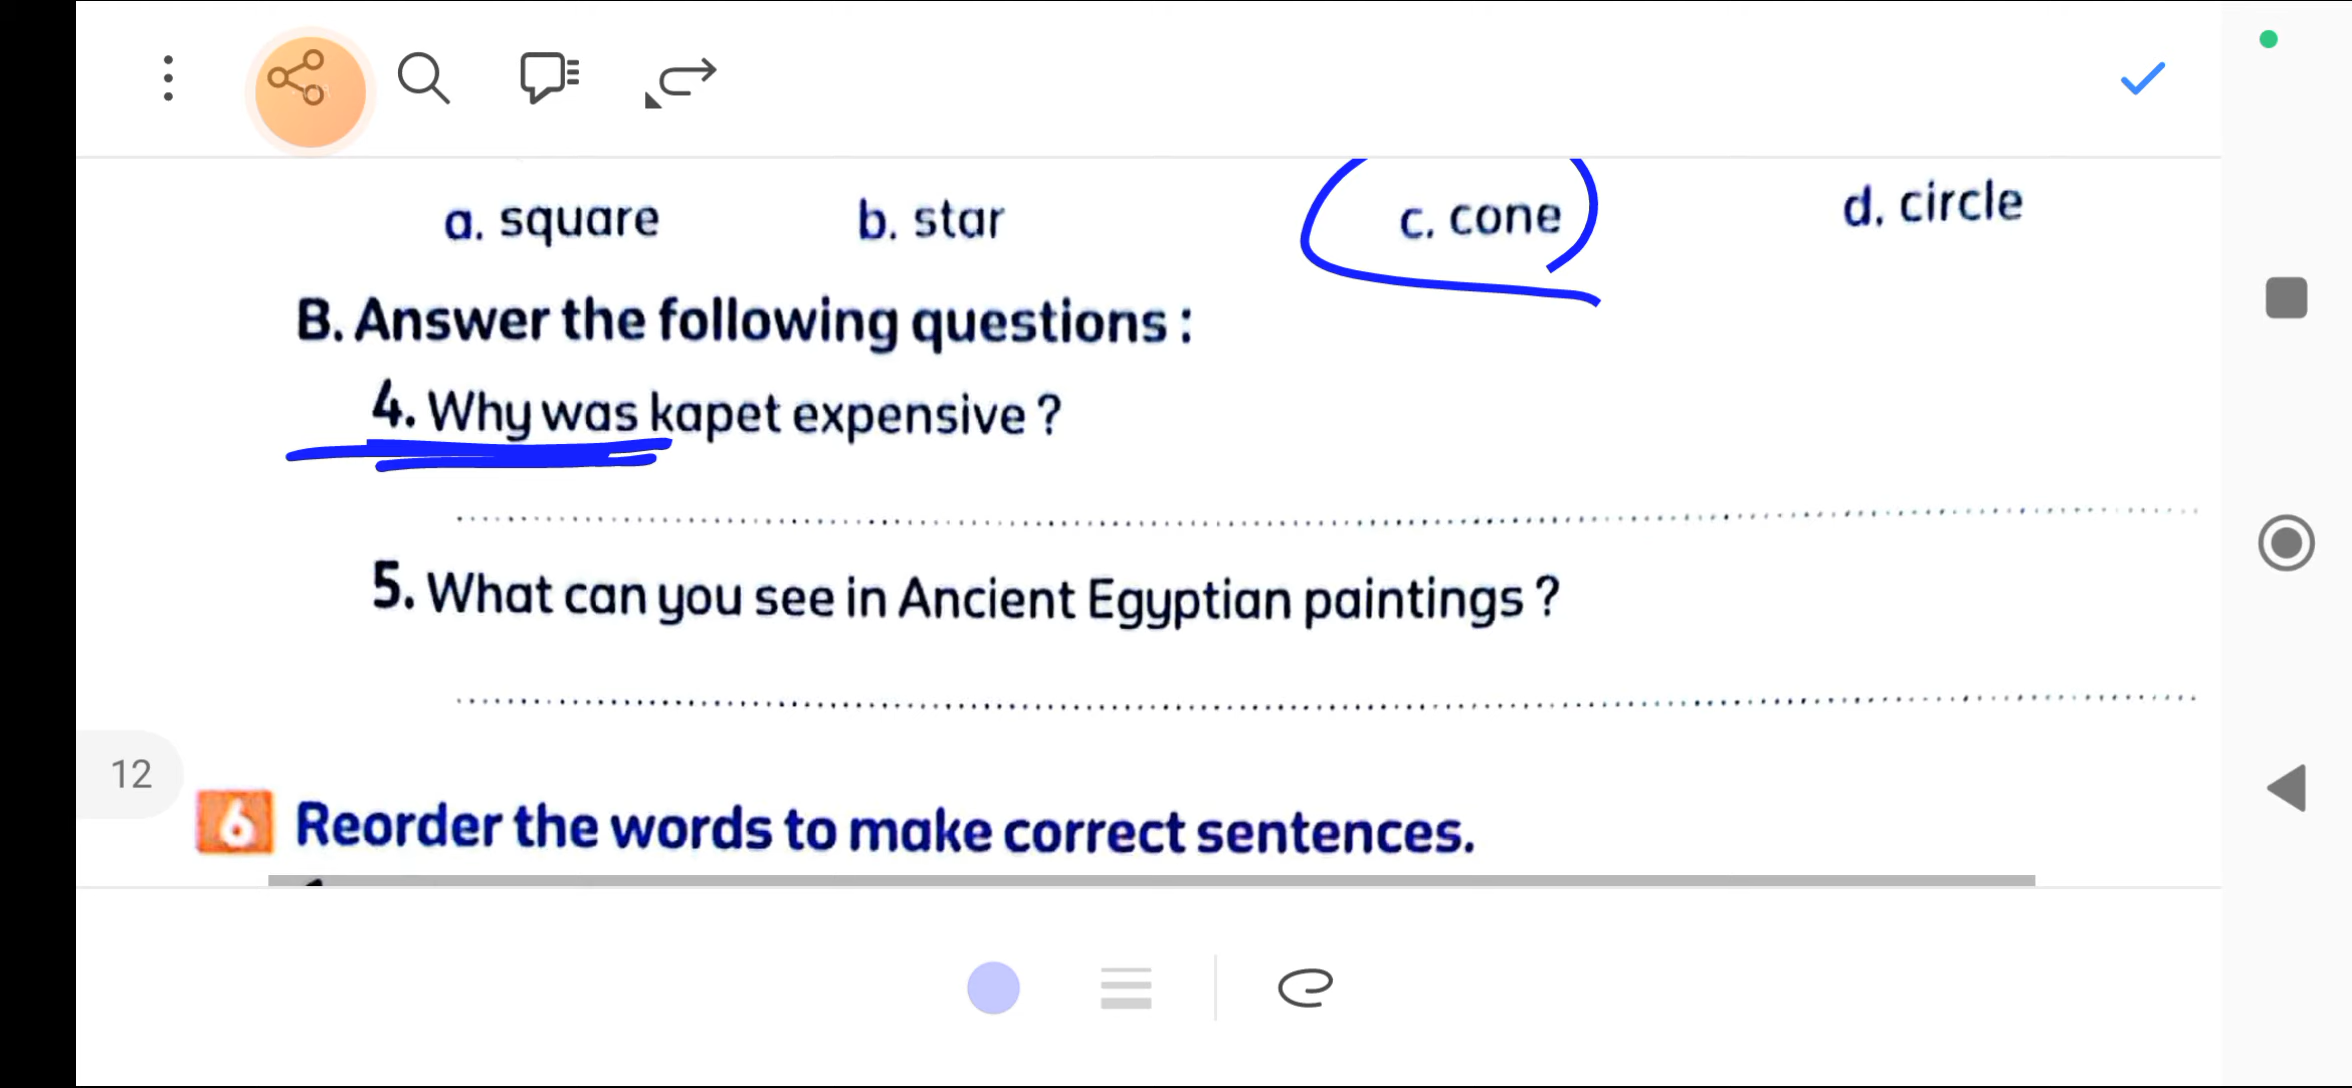 a. square b. star c. cone d. circle
B. Answer the following questions :
4. Why was kapet expensive ?
5. What can you see in Ancient Egyptian paintings ?
12
6 Reorder the words to make correct sentences.